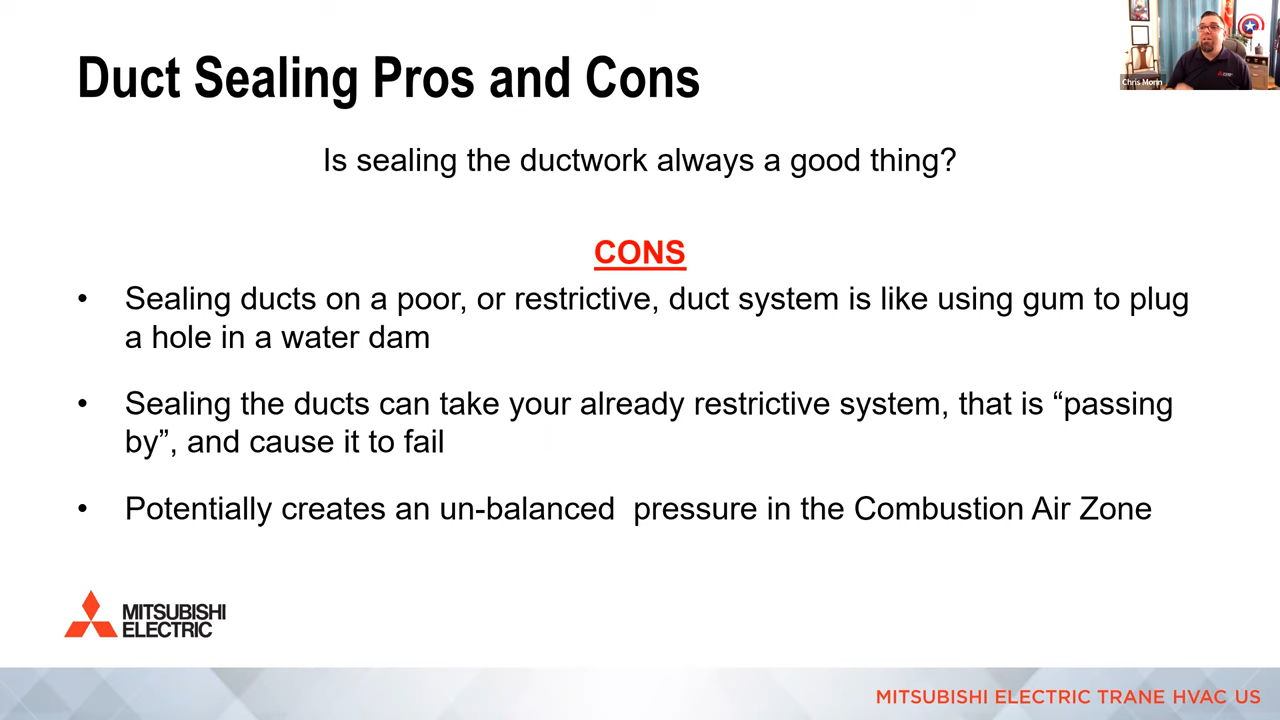 Duct Sealing Pros and Cons
Chris Morin
Is sealing the ductwork always a good thing?
CONS
• Sealing ducts on a poor, or restrictive, duct system is like using gum to plug
a hole in a water dam
• Sealing the ducts can take your already restrictive system, that is “passing
by”, and cause it to fail
• Potentially creates an un-balanced  pressure in the Combustion Air Zone
MITSUBISHI
ELECTRIC
MITSUBISHI ELECTRIC TRANE HVAC US